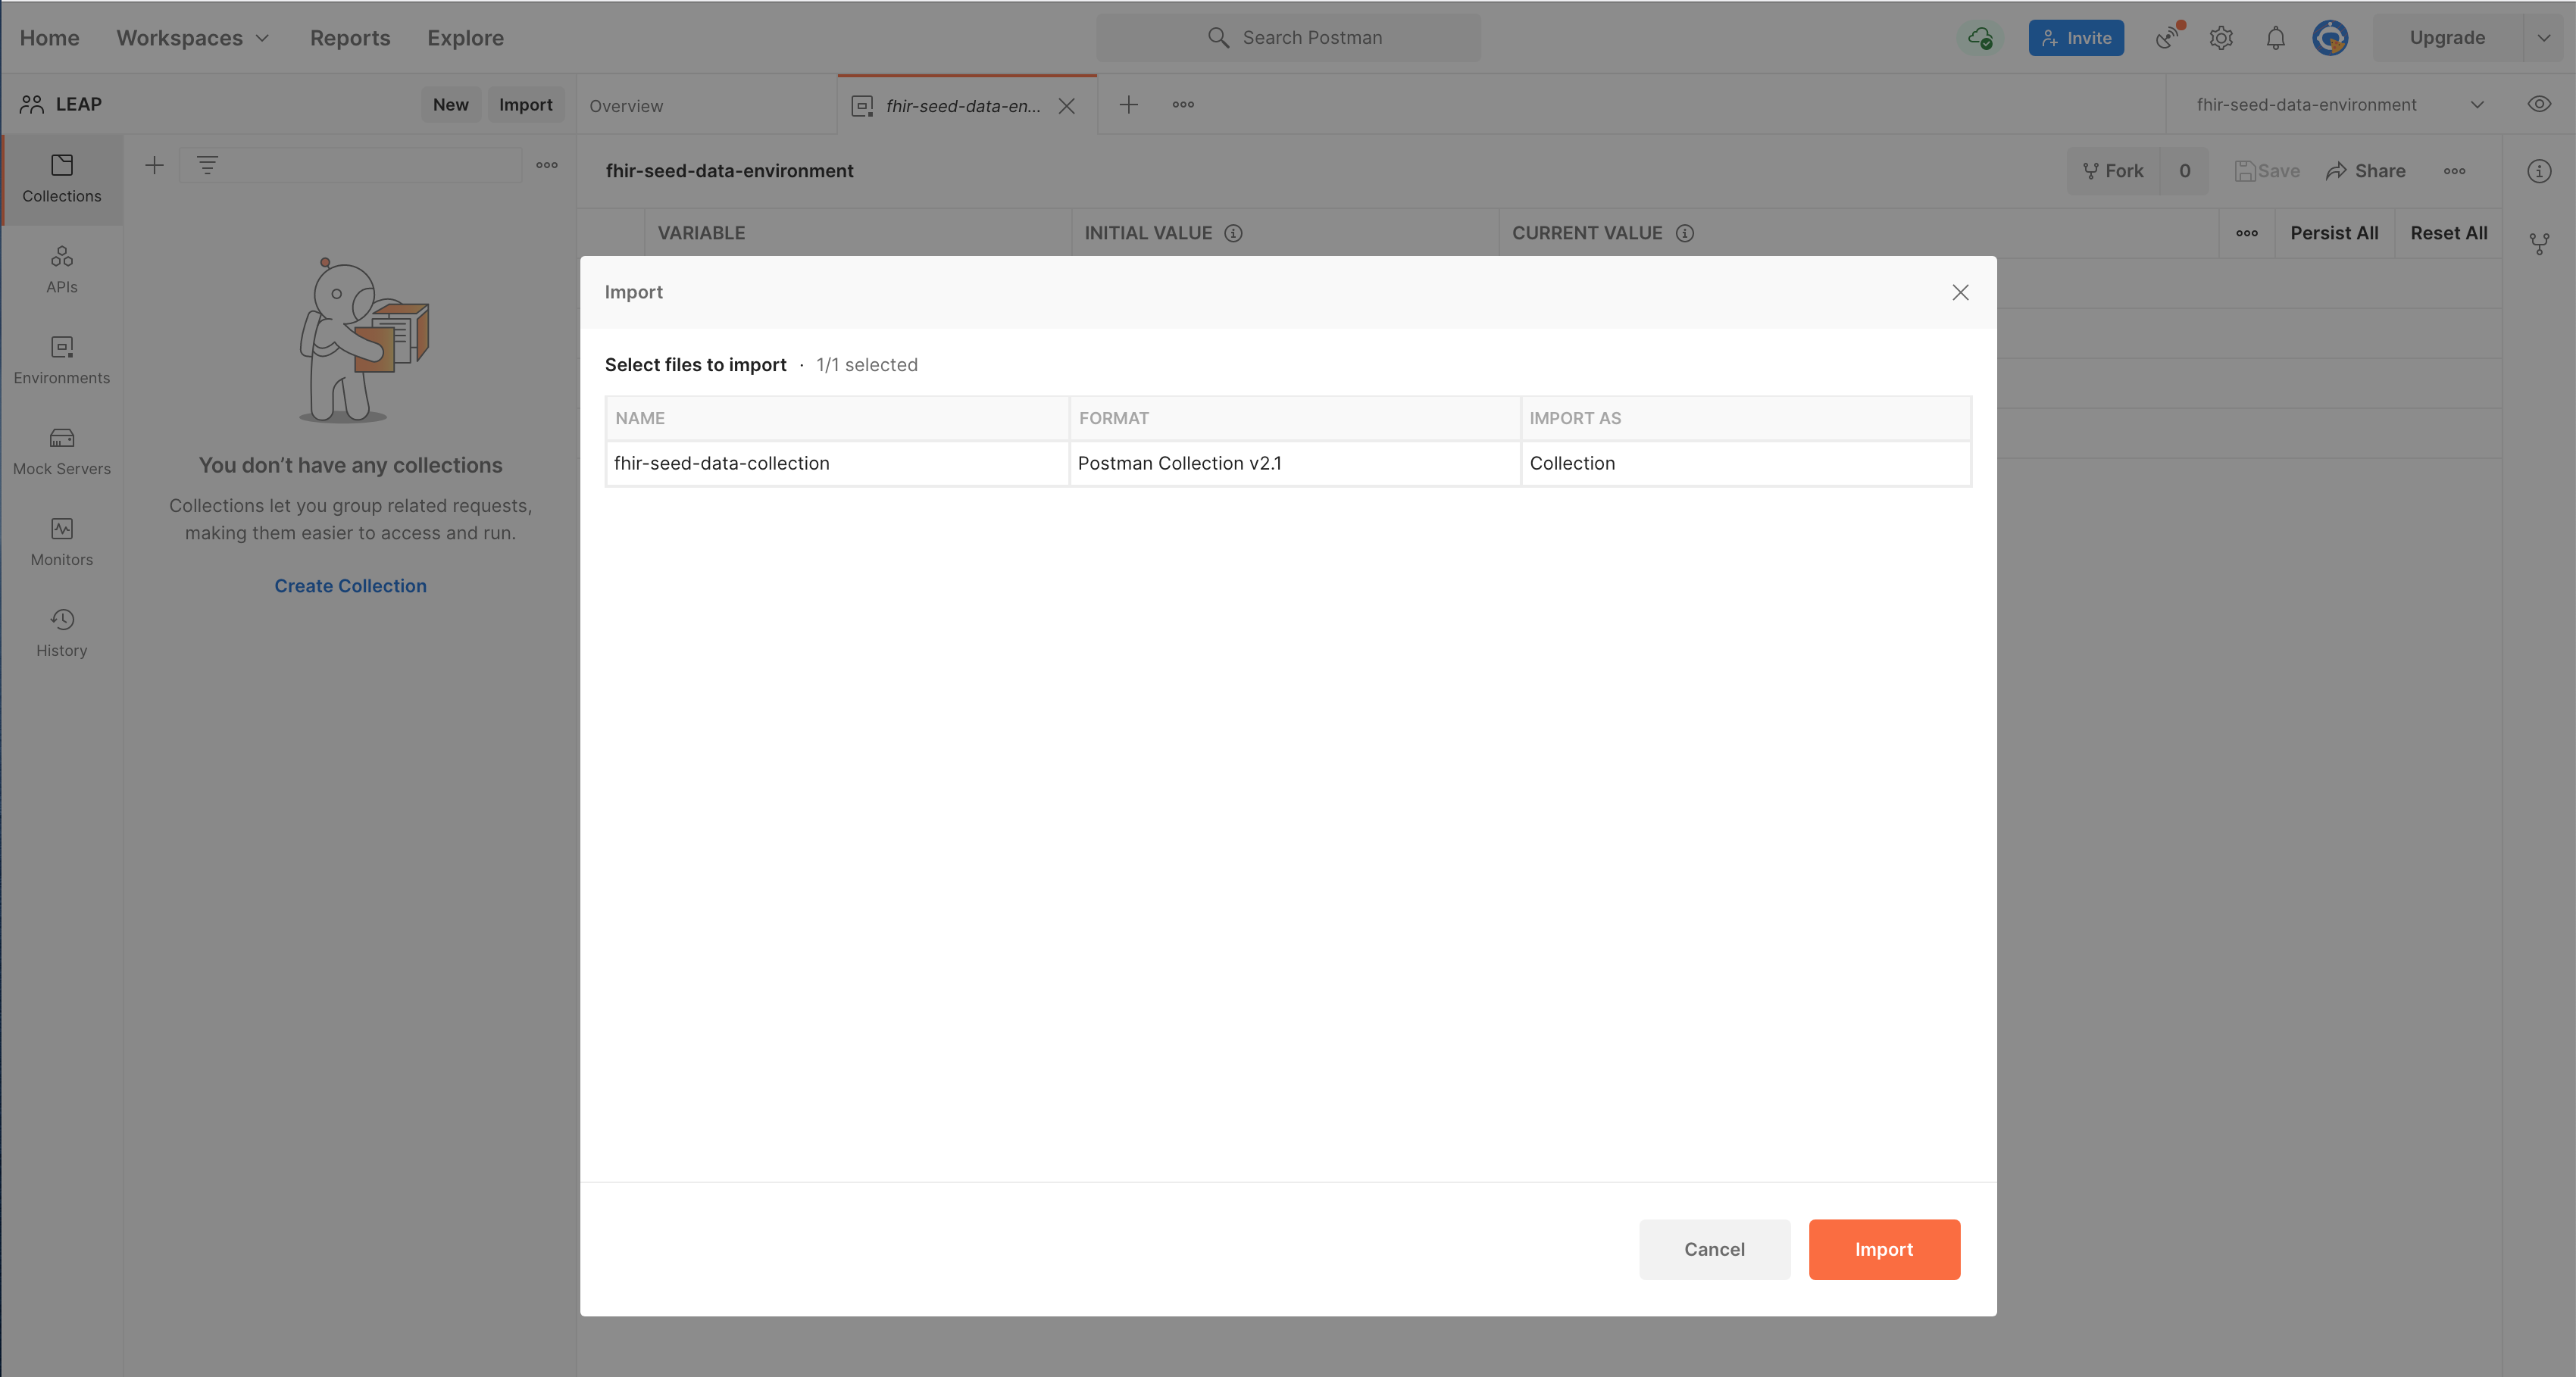 Home Workspaces Reports Explore Search Postman Invite Upgrade
LEAP New Import Overview fhir-seed-data-en... fhir-seed-data-environment
Collections
APIs
Environments
Mock Servers
Monitors
History
You don’t have any collections
Collections let you group related requests,
making them easier to access and run.
Create Collection
fhir-seed-data-environment Fork 0 Save Share
VARIABLE INITIAL VALUE CURRENT VALUE Persist All Reset All
Import
Select files to import · 1/1 selected
NAME FORMAT IMPORT AS
fhir-seed-data-collection Postman Collection v2.1 Collection
Cancel Import